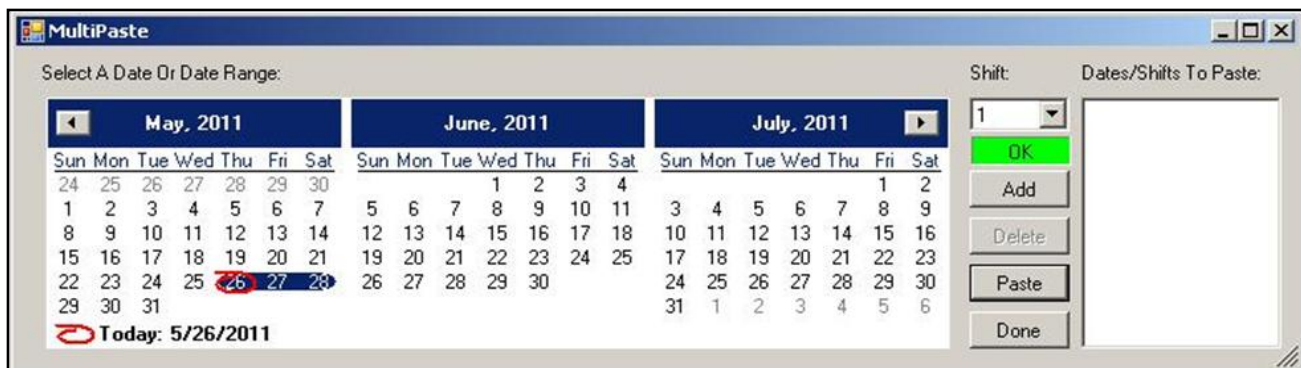 MultiPaste
Select A Date Or Date Range: Shift: Dates/Shifts To Paste:
May, 2011 June, 2011 July, 2011 1
Sun Mon Tue Wed Thu Fri Sat Sun Mon Tue Wed Thu Fri Sat Sun Mon Tue Wed Thu Fri Sat OK
24 25 26 27 28 29 30 1 2 3 4 1 2 Add
1 2 3 4 5 6 7 5 6 7 8 9 10 11 3 4 5 6 7 8 9
8 9 10 11 12 13 14 12 13 14 15 16 17 18 10 11 12 13 14 15 16 Delete
15 16 17 18 19 20 21 19 20 21 22 23 24 25 17 18 19 20 21 22 23
22 23 24 25 26 27 28 26 27 28 29 30 24 25 26 27 28 29 30 Paste
29 30 31 31 1 2 3 4 5 6
Today: 5/26/2011 Done